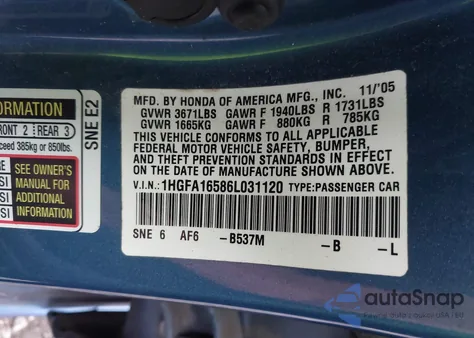 FORMATION
FRONT 2 REAR 3
exceed 385kg or 850lbs.
SEE OWNER'S
MANUAL FOR
ADDITIONAL
INFORMATION
SNE E2
MFD. BY HONDA OF AMERICA MFG., INC. 11/'05
GVWR 3671LBS GAWR F 1940LBS R 1731LBS
GVWR 1665KG GAWR F 880KG R 785KG
THIS VEHICLE CONFORMS TO ALL APPLICABLE
FEDERAL MOTOR VEHICLE SAFETY, BUMPER,
AND THEFT PREVENTION STANDARDS IN EFFECT
ON THE DATE OF MANUFACTURE SHOWN ABOVE.
V.I.N.: 1HGFA16586L031120 TYPE:PASSENGER CAR
SNE 6 AF6 -B537M -B -L
autoSnap